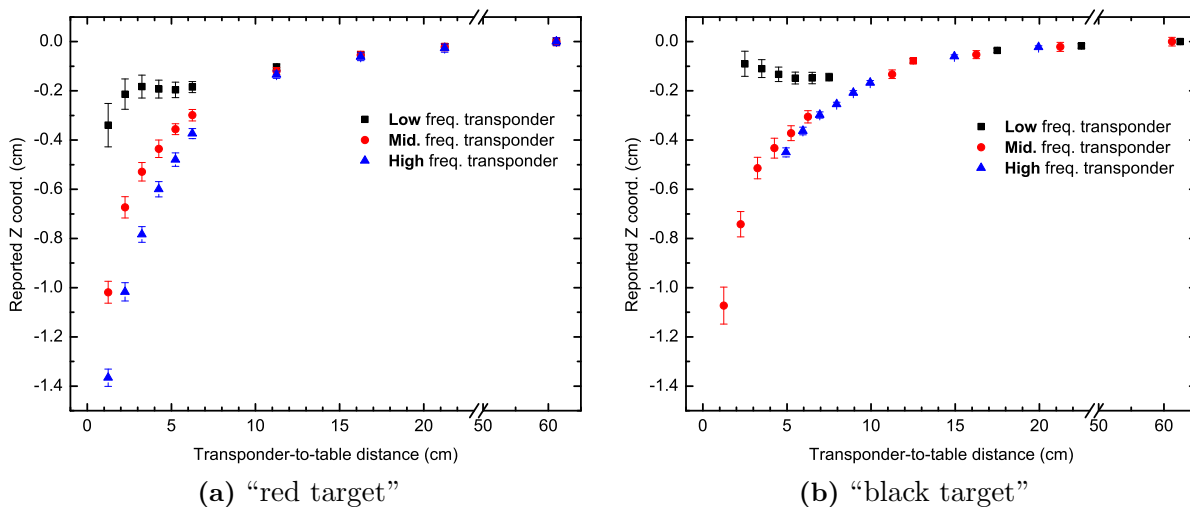 0.0
-0.2
-0.4
-0.6
-0.8
-1.0
-1.2
-1.4
Reported Z coord. (cm)
Low freq. transponder
Mid. freq. transponder
High freq. transponder
0 5 10 15 20 50 60
Transponder-to-table distance (cm)
(a) “red target”
0.0
-0.2
-0.4
-0.6
-0.8
-1.0
-1.2
-1.4
Reported Z coord. (cm)
Low freq. transponder
Mid. freq. transponder
High freq. transponder
0 5 10 15 20 50 60
Transponder-to-table distance (cm)
(b) “black target”